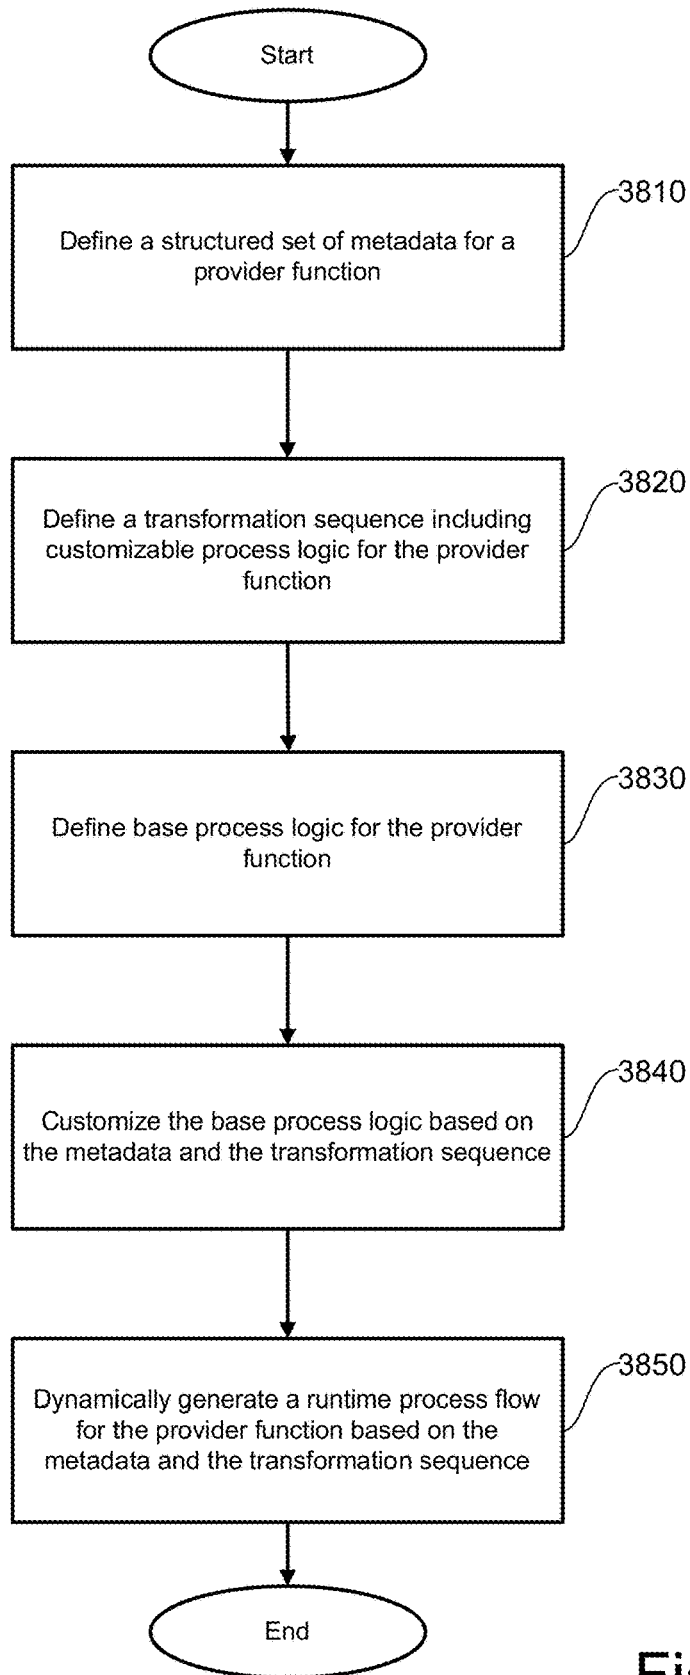 Start
3810
Define a structured set of metadata for a
provider function
3820
Define a transformation sequence including
customizable process logic for the provider
function
3830
Define base process logic for the provider
function
3840
Customize the base process logic based on
the metadata and the transformation sequence
3850
Dynamically generate a runtime process flow
for the provider function based on the
metadata and the transformation sequence
End